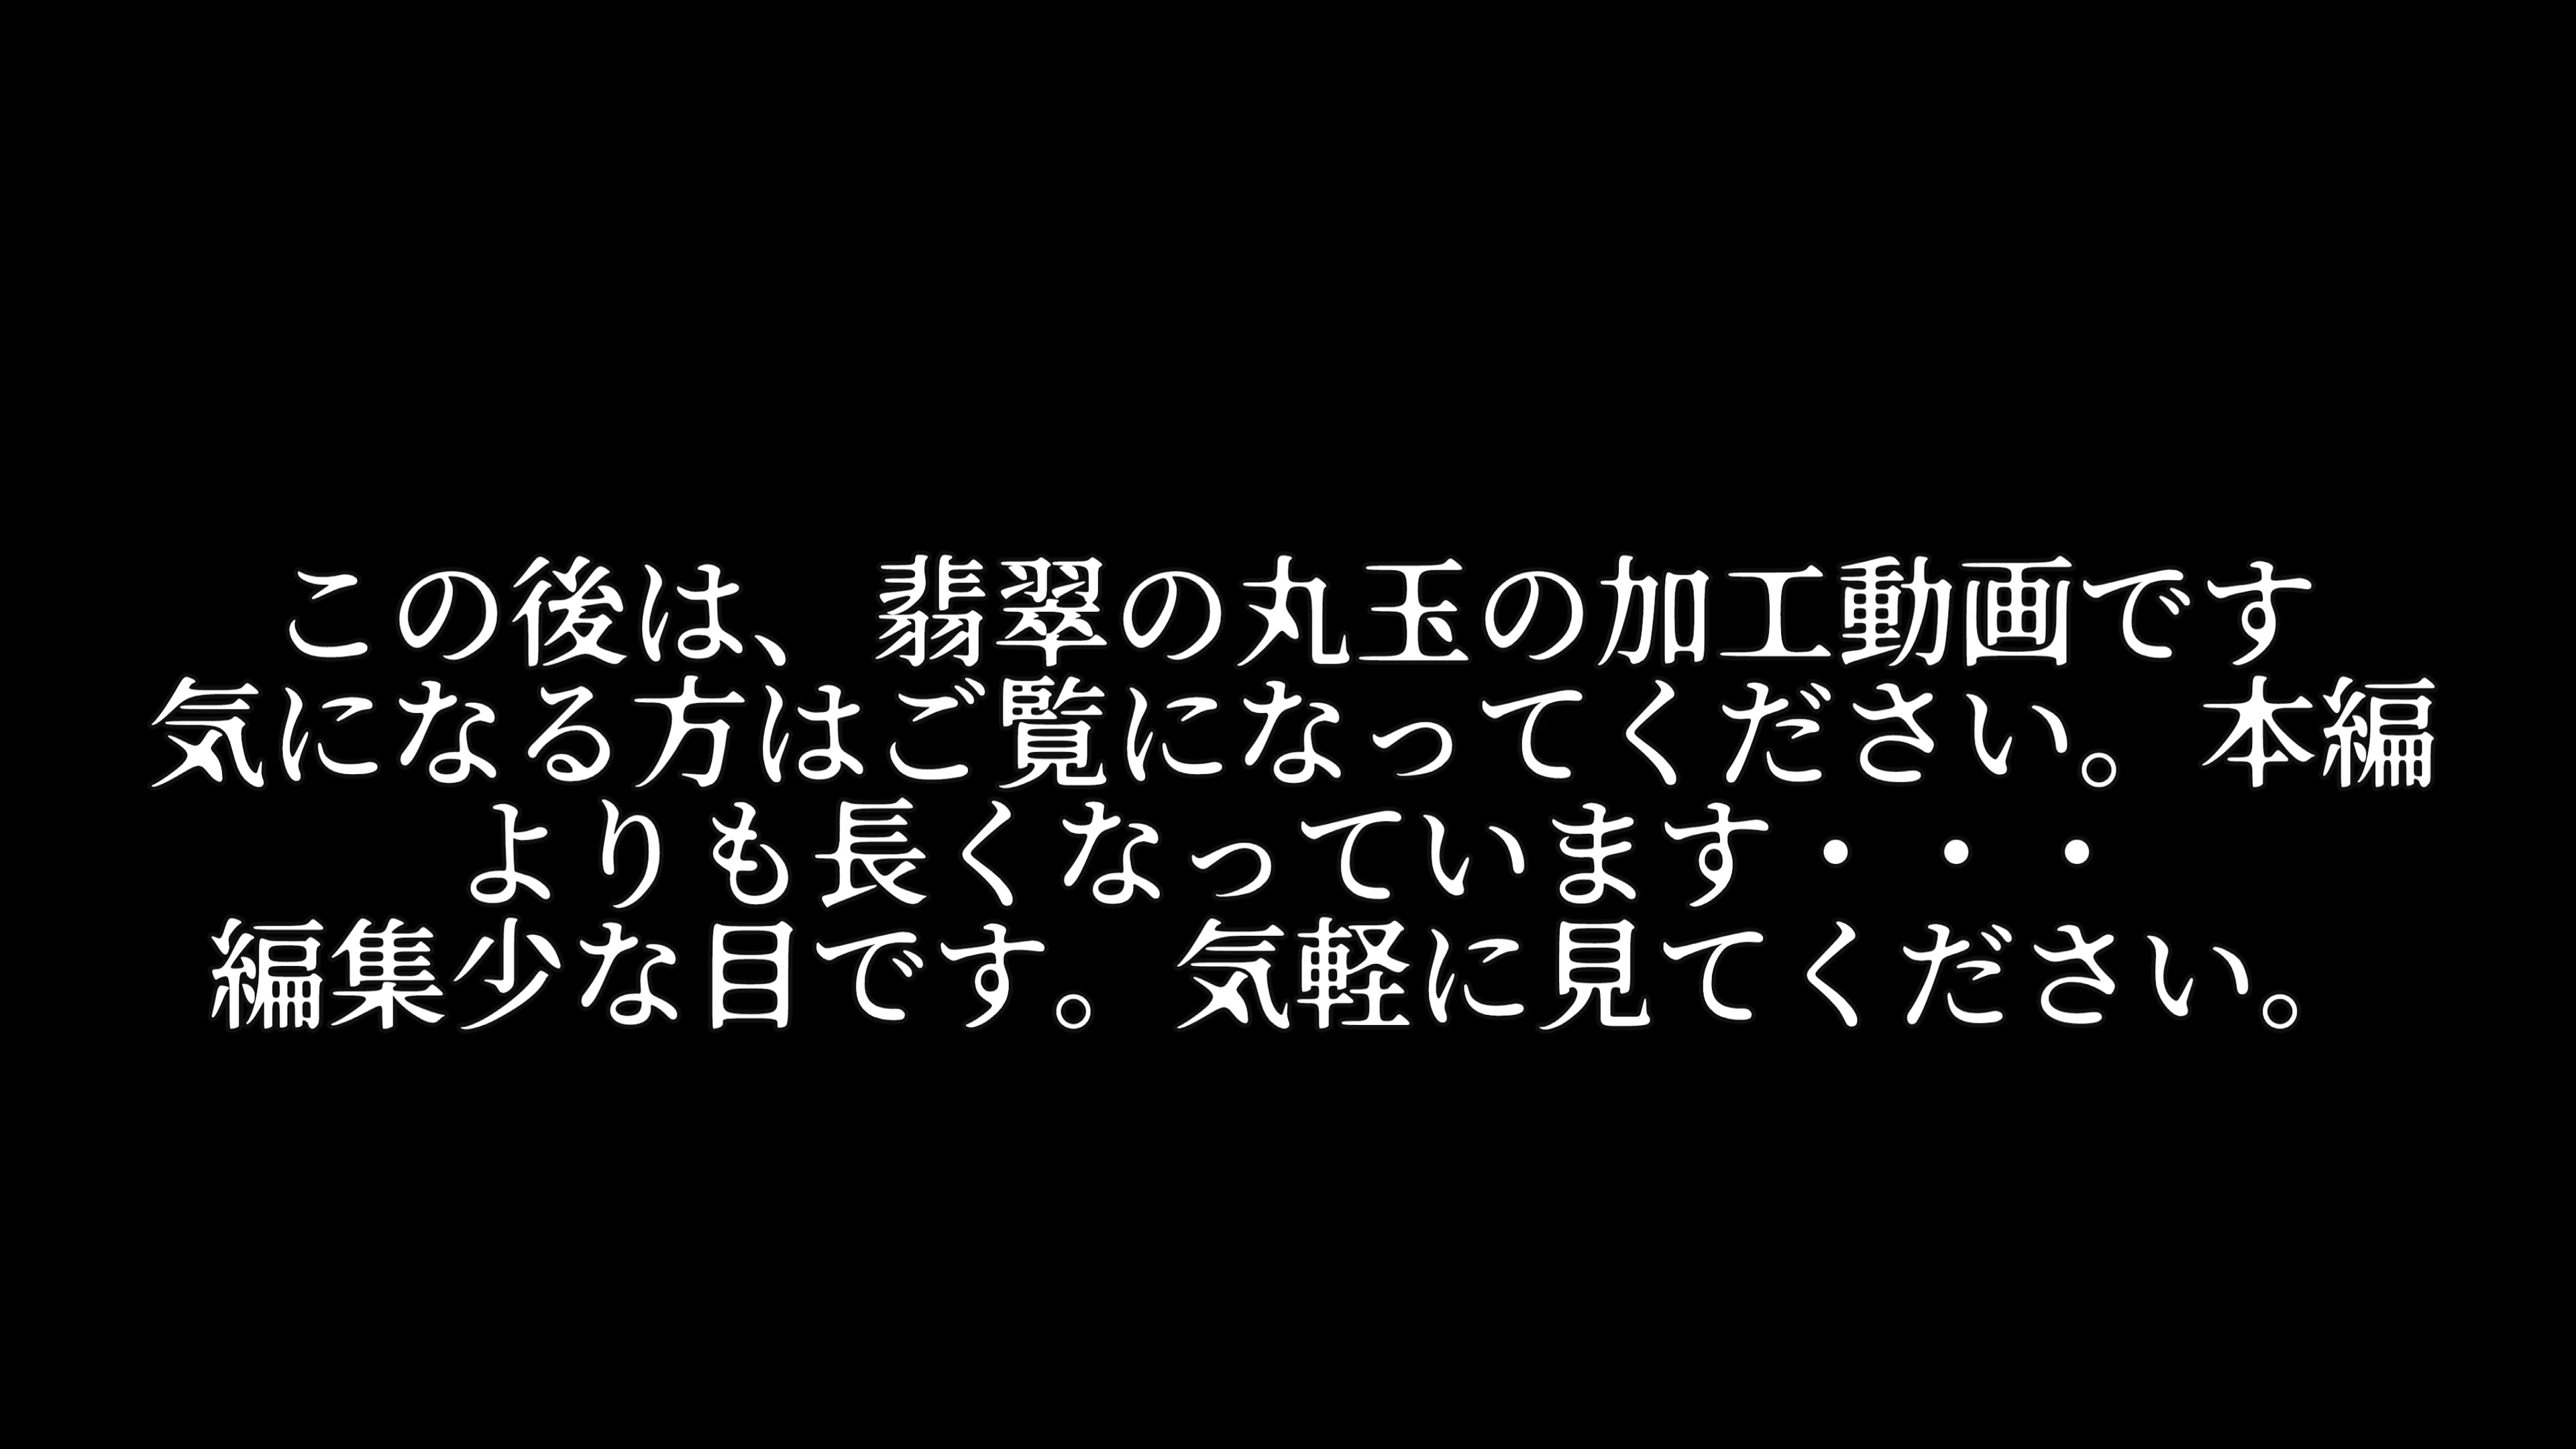 この後は、翡翠の丸玉の加工動画です
気になる方はご覧になってください。本編
よりも長くなっています・・・
編集少な目です。気軽に見てください。